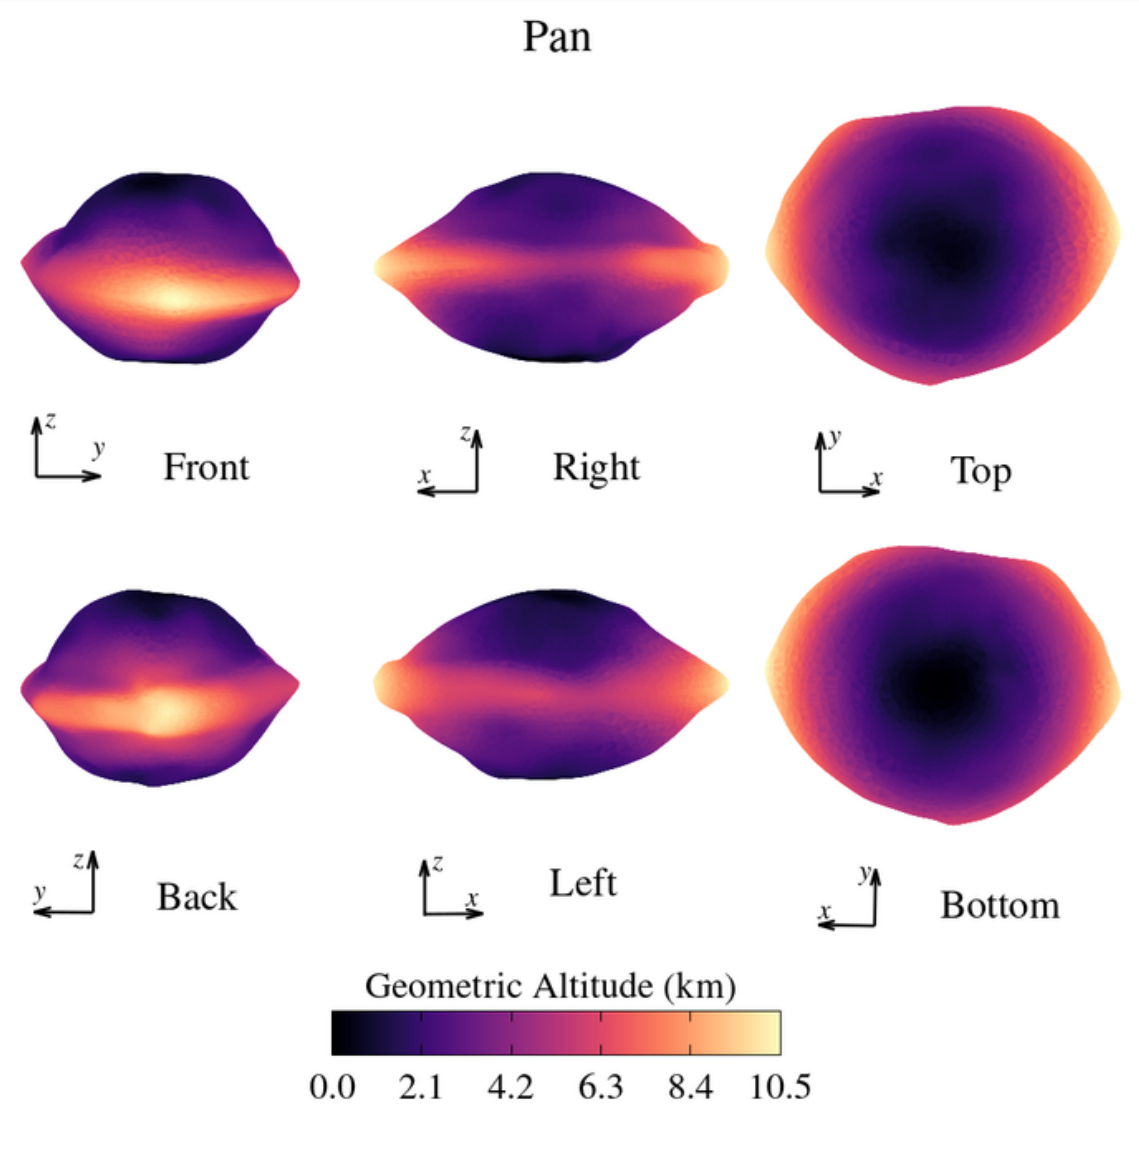 Pan
z
y
Front
z
x
Right
y
x
Top
z
y
Back
z
x
Left
y
x
Bottom
Geometric Altitude (km)
0.0 2.1 4.2 6.3 8.4 10.5